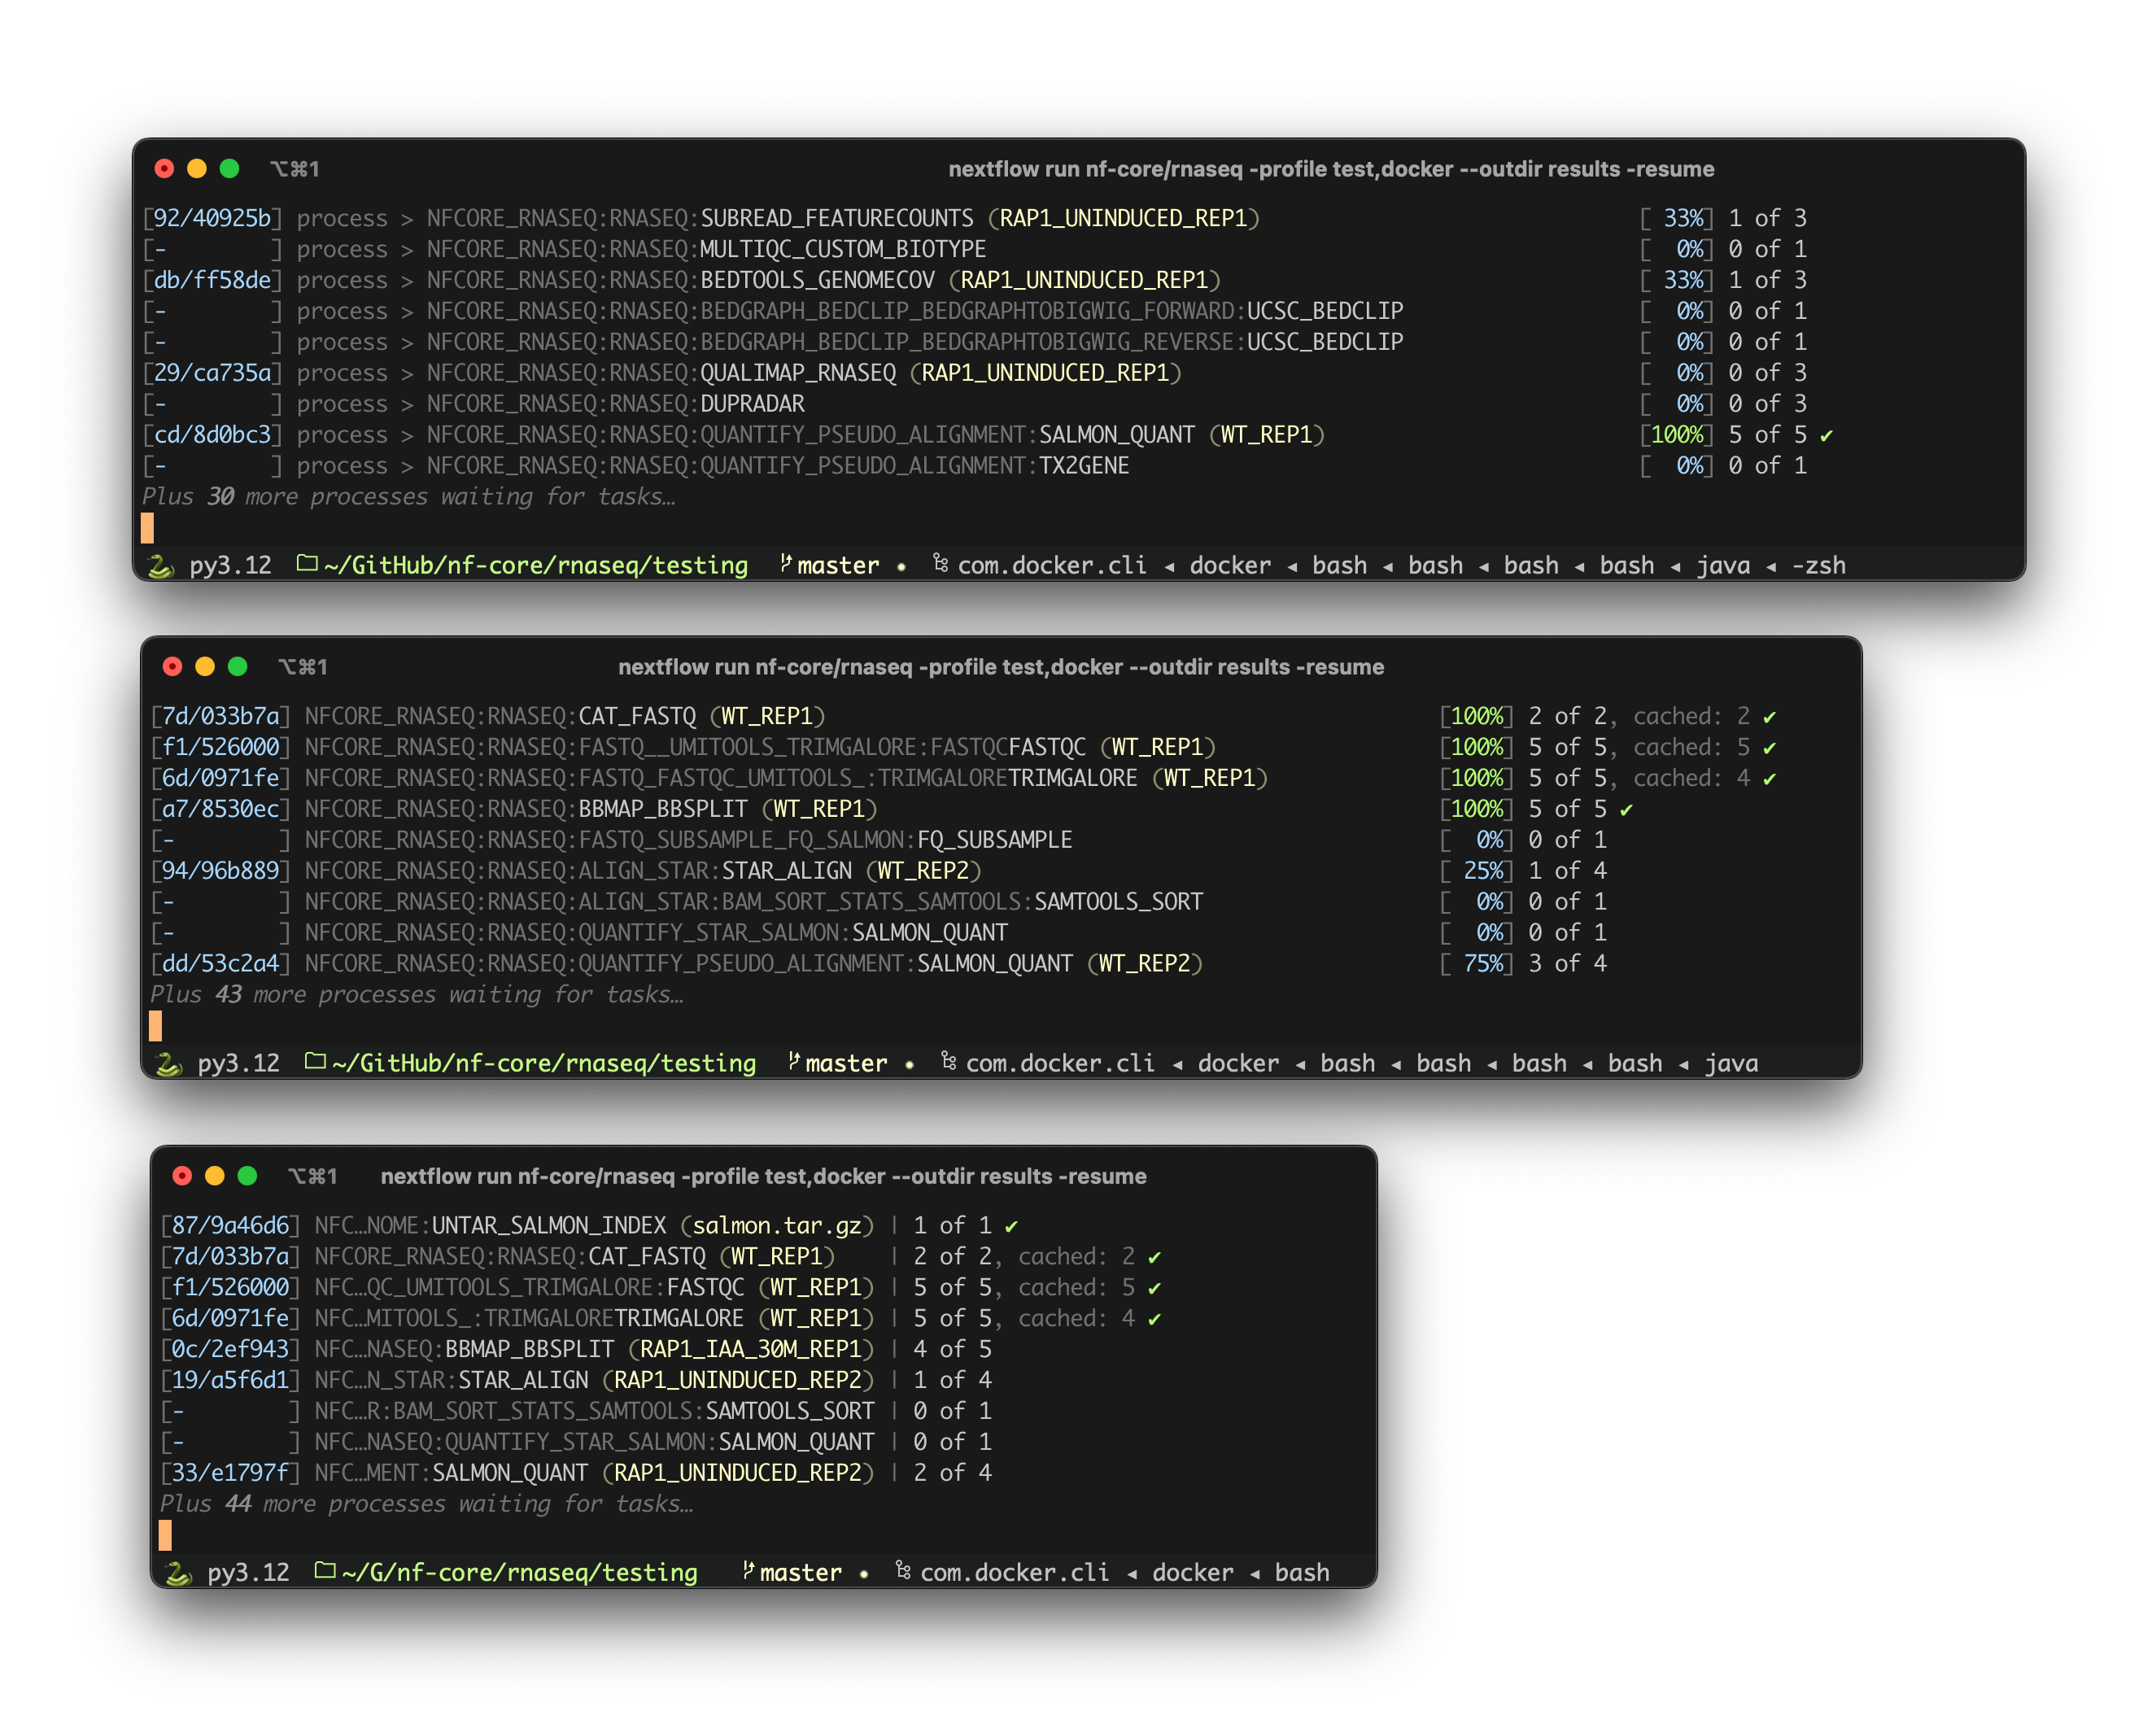 ⌥⌘1 nextflow run nf-core/rnaseq -profile test,docker --outdir results -resume
[92/40925b] process > NFCORE_RNASEQ:RNASEQ:SUBREAD_FEATURECOUNTS (RAP1_UNINDUCED_REP1) [ 33%] 1 of 3
[-        ] process > NFCORE_RNASEQ:RNASEQ:MULTIQC_CUSTOM_BIOTYPE [  0%] 0 of 1
[db/ff58de] process > NFCORE_RNASEQ:RNASEQ:BEDTOOLS_GENOMECOV (RAP1_UNINDUCED_REP1) [ 33%] 1 of 3
[-        ] process > NFCORE_RNASEQ:RNASEQ:BEDGRAPH_BEDCLIP_BEDGRAPHTOBIGWIG_FORWARD:UCSC_BEDCLIP [  0%] 0 of 1
[-        ] process > NFCORE_RNASEQ:RNASEQ:BEDGRAPH_BEDCLIP_BEDGRAPHTOBIGWIG_REVERSE:UCSC_BEDCLIP [  0%] 0 of 1
[29/ca735a] process > NFCORE_RNASEQ:RNASEQ:QUALIMAP_RNASEQ (RAP1_UNINDUCED_REP1) [  0%] 0 of 3
[-        ] process > NFCORE_RNASEQ:RNASEQ:DUPRADAR [  0%] 0 of 3
[cd/8d0bc3] process > NFCORE_RNASEQ:RNASEQ:QUANTIFY_PSEUDO_ALIGNMENT:SALMON_QUANT (WT_REP1) [100%] 5 of 5 ✔
[-        ] process > NFCORE_RNASEQ:RNASEQ:QUANTIFY_PSEUDO_ALIGNMENT:TX2GENE [  0%] 0 of 1
Plus 30 more processes waiting for tasks…
🐍 py3.12 ~/GitHub/nf-core/rnaseq/testing master • com.docker.cli ◂ docker ◂ bash ◂ bash ◂ bash ◂ bash ◂ java ◂ -zsh
⌥⌘1 nextflow run nf-core/rnaseq -profile test,docker --outdir results -resume
[7d/033b7a] NFCORE_RNASEQ:RNASEQ:CAT_FASTQ (WT_REP1) [100%] 2 of 2, cached: 2 ✔
[f1/526000] NFCORE_RNASEQ:RNASEQ:FASTQ__UMITOOLS_TRIMGALORE:FASTQCFASTQC (WT_REP1) [100%] 5 of 5, cached: 5 ✔
[6d/0971fe] NFCORE_RNASEQ:RNASEQ:FASTQ_FASTQC_UMITOOLS_:TRIMGALORETRIMGALORE (WT_REP1) [100%] 5 of 5, cached: 4 ✔
[a7/8530ec] NFCORE_RNASEQ:RNASEQ:BBMAP_BBSPLIT (WT_REP1) [100%] 5 of 5 ✔
[-        ] NFCORE_RNASEQ:RNASEQ:FASTQ_SUBSAMPLE_FQ_SALMON:FQ_SUBSAMPLE [  0%] 0 of 1
[94/96b889] NFCORE_RNASEQ:RNASEQ:ALIGN_STAR:STAR_ALIGN (WT_REP2) [ 25%] 1 of 4
[-        ] NFCORE_RNASEQ:RNASEQ:ALIGN_STAR:BAM_SORT_STATS_SAMTOOLS:SAMTOOLS_SORT [  0%] 0 of 1
[-        ] NFCORE_RNASEQ:RNASEQ:QUANTIFY_STAR_SALMON:SALMON_QUANT [  0%] 0 of 1
[dd/53c2a4] NFCORE_RNASEQ:RNASEQ:QUANTIFY_PSEUDO_ALIGNMENT:SALMON_QUANT (WT_REP2) [ 75%] 3 of 4
Plus 43 more processes waiting for tasks…
🐍 py3.12 ~/GitHub/nf-core/rnaseq/testing master • com.docker.cli ◂ docker ◂ bash ◂ bash ◂ bash ◂ bash ◂ java
⌥⌘1 nextflow run nf-core/rnaseq -profile test,docker --outdir results -resume
[87/9a46d6] NFC…NOME:UNTAR_SALMON_INDEX (salmon.tar.gz) | 1 of 1 ✔
[7d/033b7a] NFCORE_RNASEQ:RNASEQ:CAT_FASTQ (WT_REP1) | 2 of 2, cached: 2 ✔
[f1/526000] NFC…QC_UMITOOLS_TRIMGALORE:FASTQC (WT_REP1) | 5 of 5, cached: 5 ✔
[6d/0971fe] NFC…MITOOLS_:TRIMGALORETRIMGALORE (WT_REP1) | 5 of 5, cached: 4 ✔
[0c/2ef943] NFC…NASEQ:BBMAP_BBSPLIT (RAP1_IAA_30M_REP1) | 4 of 5
[19/a5f6d1] NFC…N_STAR:STAR_ALIGN (RAP1_UNINDUCED_REP2) | 1 of 4
[-        ] NFC…R:BAM_SORT_STATS_SAMTOOLS:SAMTOOLS_SORT | 0 of 1
[-        ] NFC…NASEQ:QUANTIFY_STAR_SALMON:SALMON_QUANT | 0 of 1
[33/e1797f] NFC…MENT:SALMON_QUANT (RAP1_UNINDUCED_REP2) | 2 of 4
Plus 44 more processes waiting for tasks…
🐍 py3.12 ~/G/nf-core/rnaseq/testing master • com.docker.cli ◂ docker ◂ bash